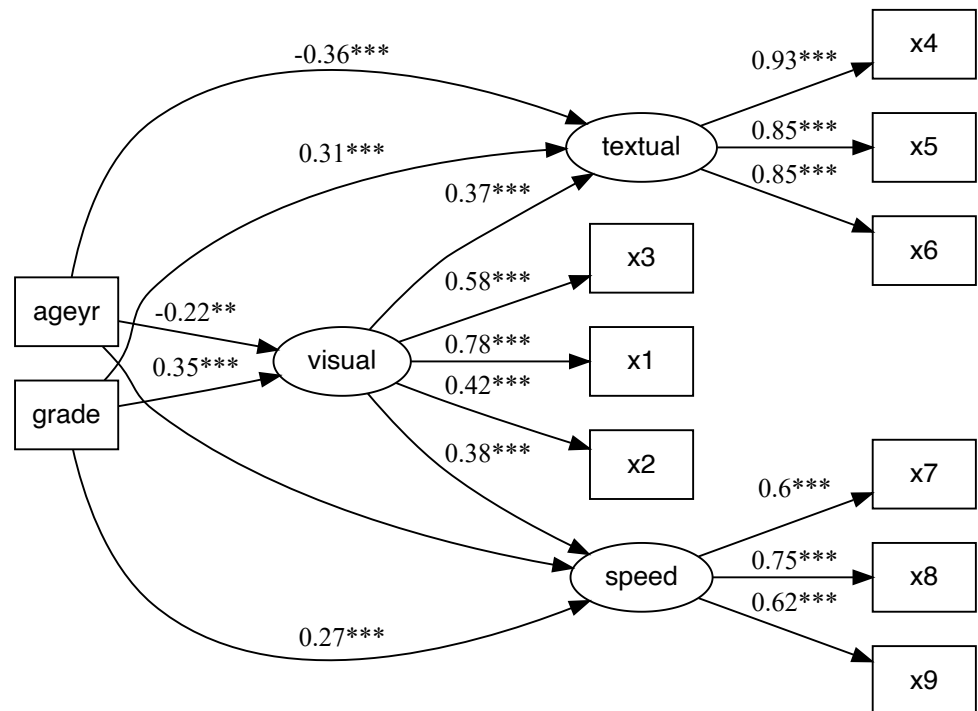 x4
-0.36***
0.93***
textual
x5
0.85***
0.31***
0.85***
0.37***
x6
x3
0.58***
ageyr
-0.22**
visual
0.78***
x1
0.35***
0.42***
grade
x2
0.38***
x7
0.6***
speed
0.75***
x8
0.62***
0.27***
x9